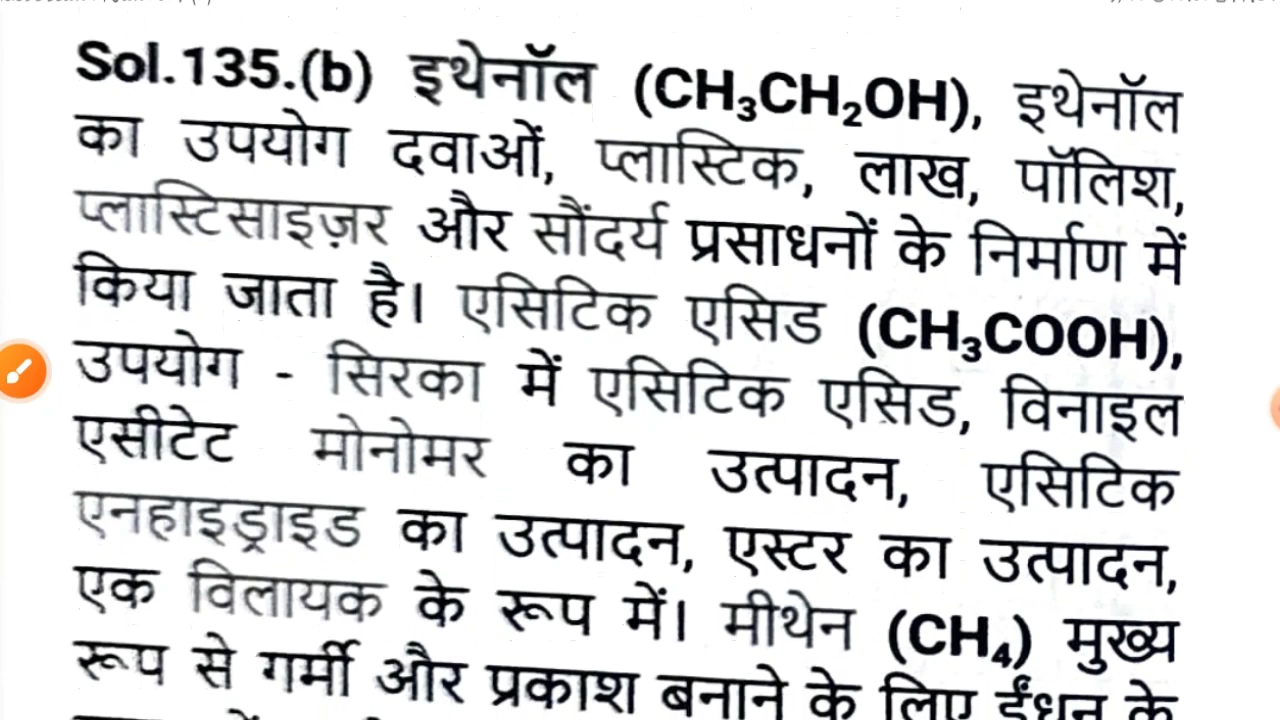 Sol.135.(b) इथेनॉल (CH₃CH₂OH), इथेनॉल
का उपयोग दवाओं, प्लास्टिक, लाख, पॉलिश,
प्लास्टिसाइज़र और सौंदर्य प्रसाधनों के निर्माण में
किया जाता है। एसिटिक एसिड (CH₃COOH),
उपयोग - सिरका में एसिटिक एसिड, विनाइल
एसीटेट मोनोमर का उत्पादन, एसिटिक
एनहाइड्राइड का उत्पादन, एस्टर का उत्पादन,
एक विलायक के रूप में। मीथेन (CH₄) मुख्य
रूप से गर्मी और प्रकाश बनाने के लिए ईंधन के